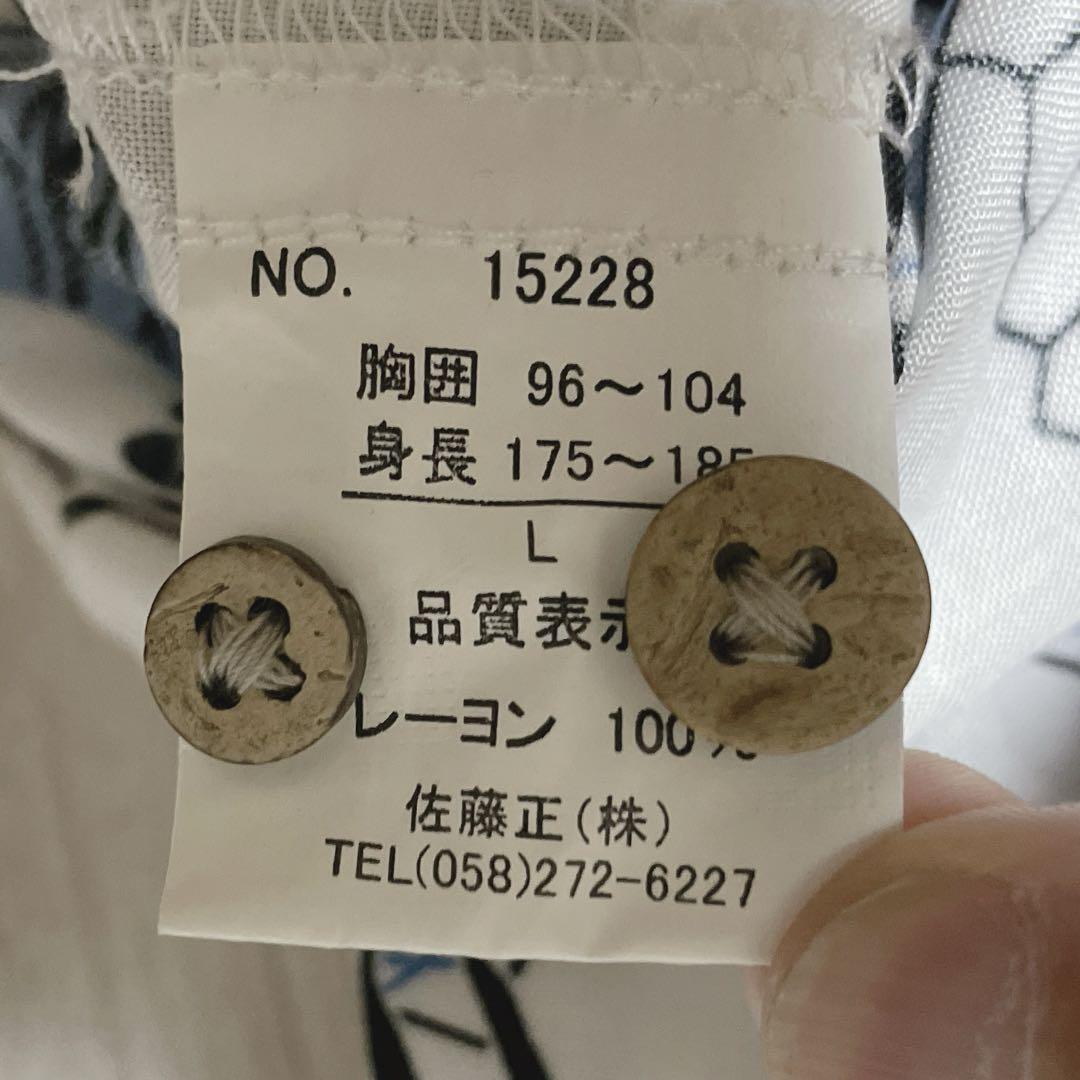 NO. 15228
胸囲 96～104
身長 175～185
L
品質表示
レーヨン 100%
佐藤正(株)
TEL(058)272-6227